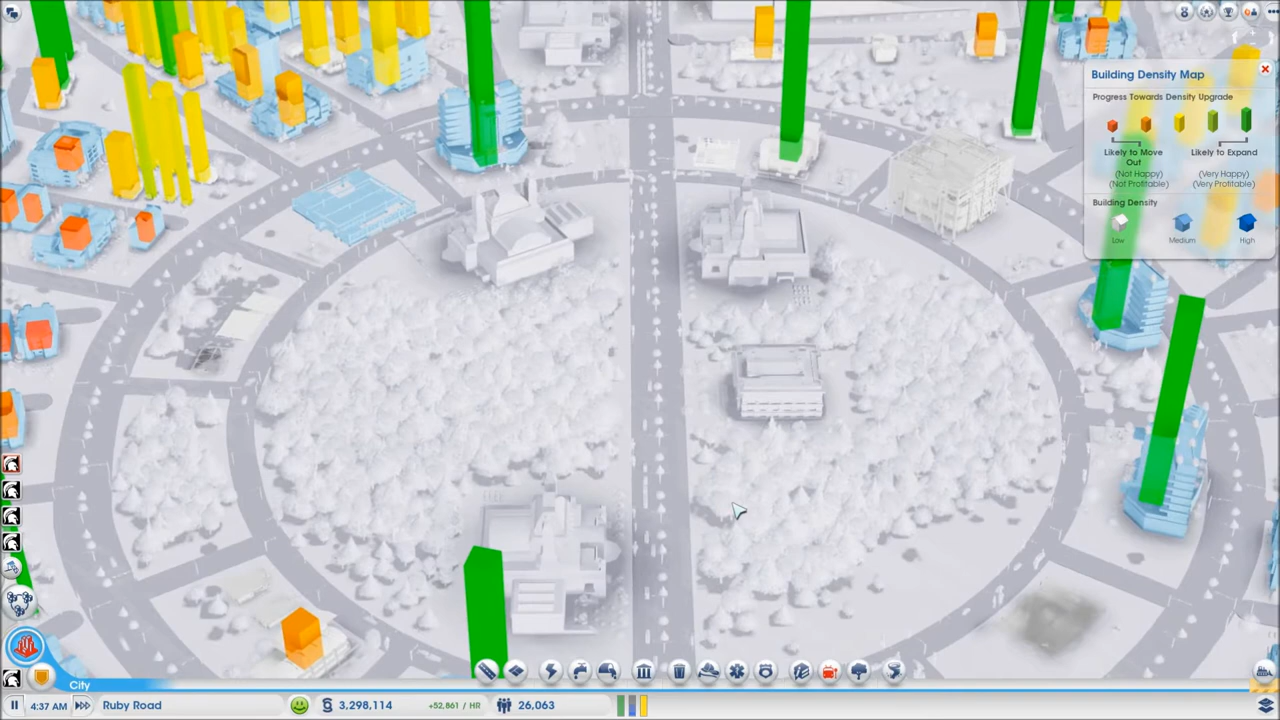 Building Density Map
Progress Towards Density Upgrade
Likely to Move Out
(Not Happy)
(Not Profitable)
Likely to Expand
(Very Happy)
(Very Profitable)
Building Density
Low
Medium
High
City
4:37 AM
Ruby Road
3,298,114
+52,861 / HR
26,063